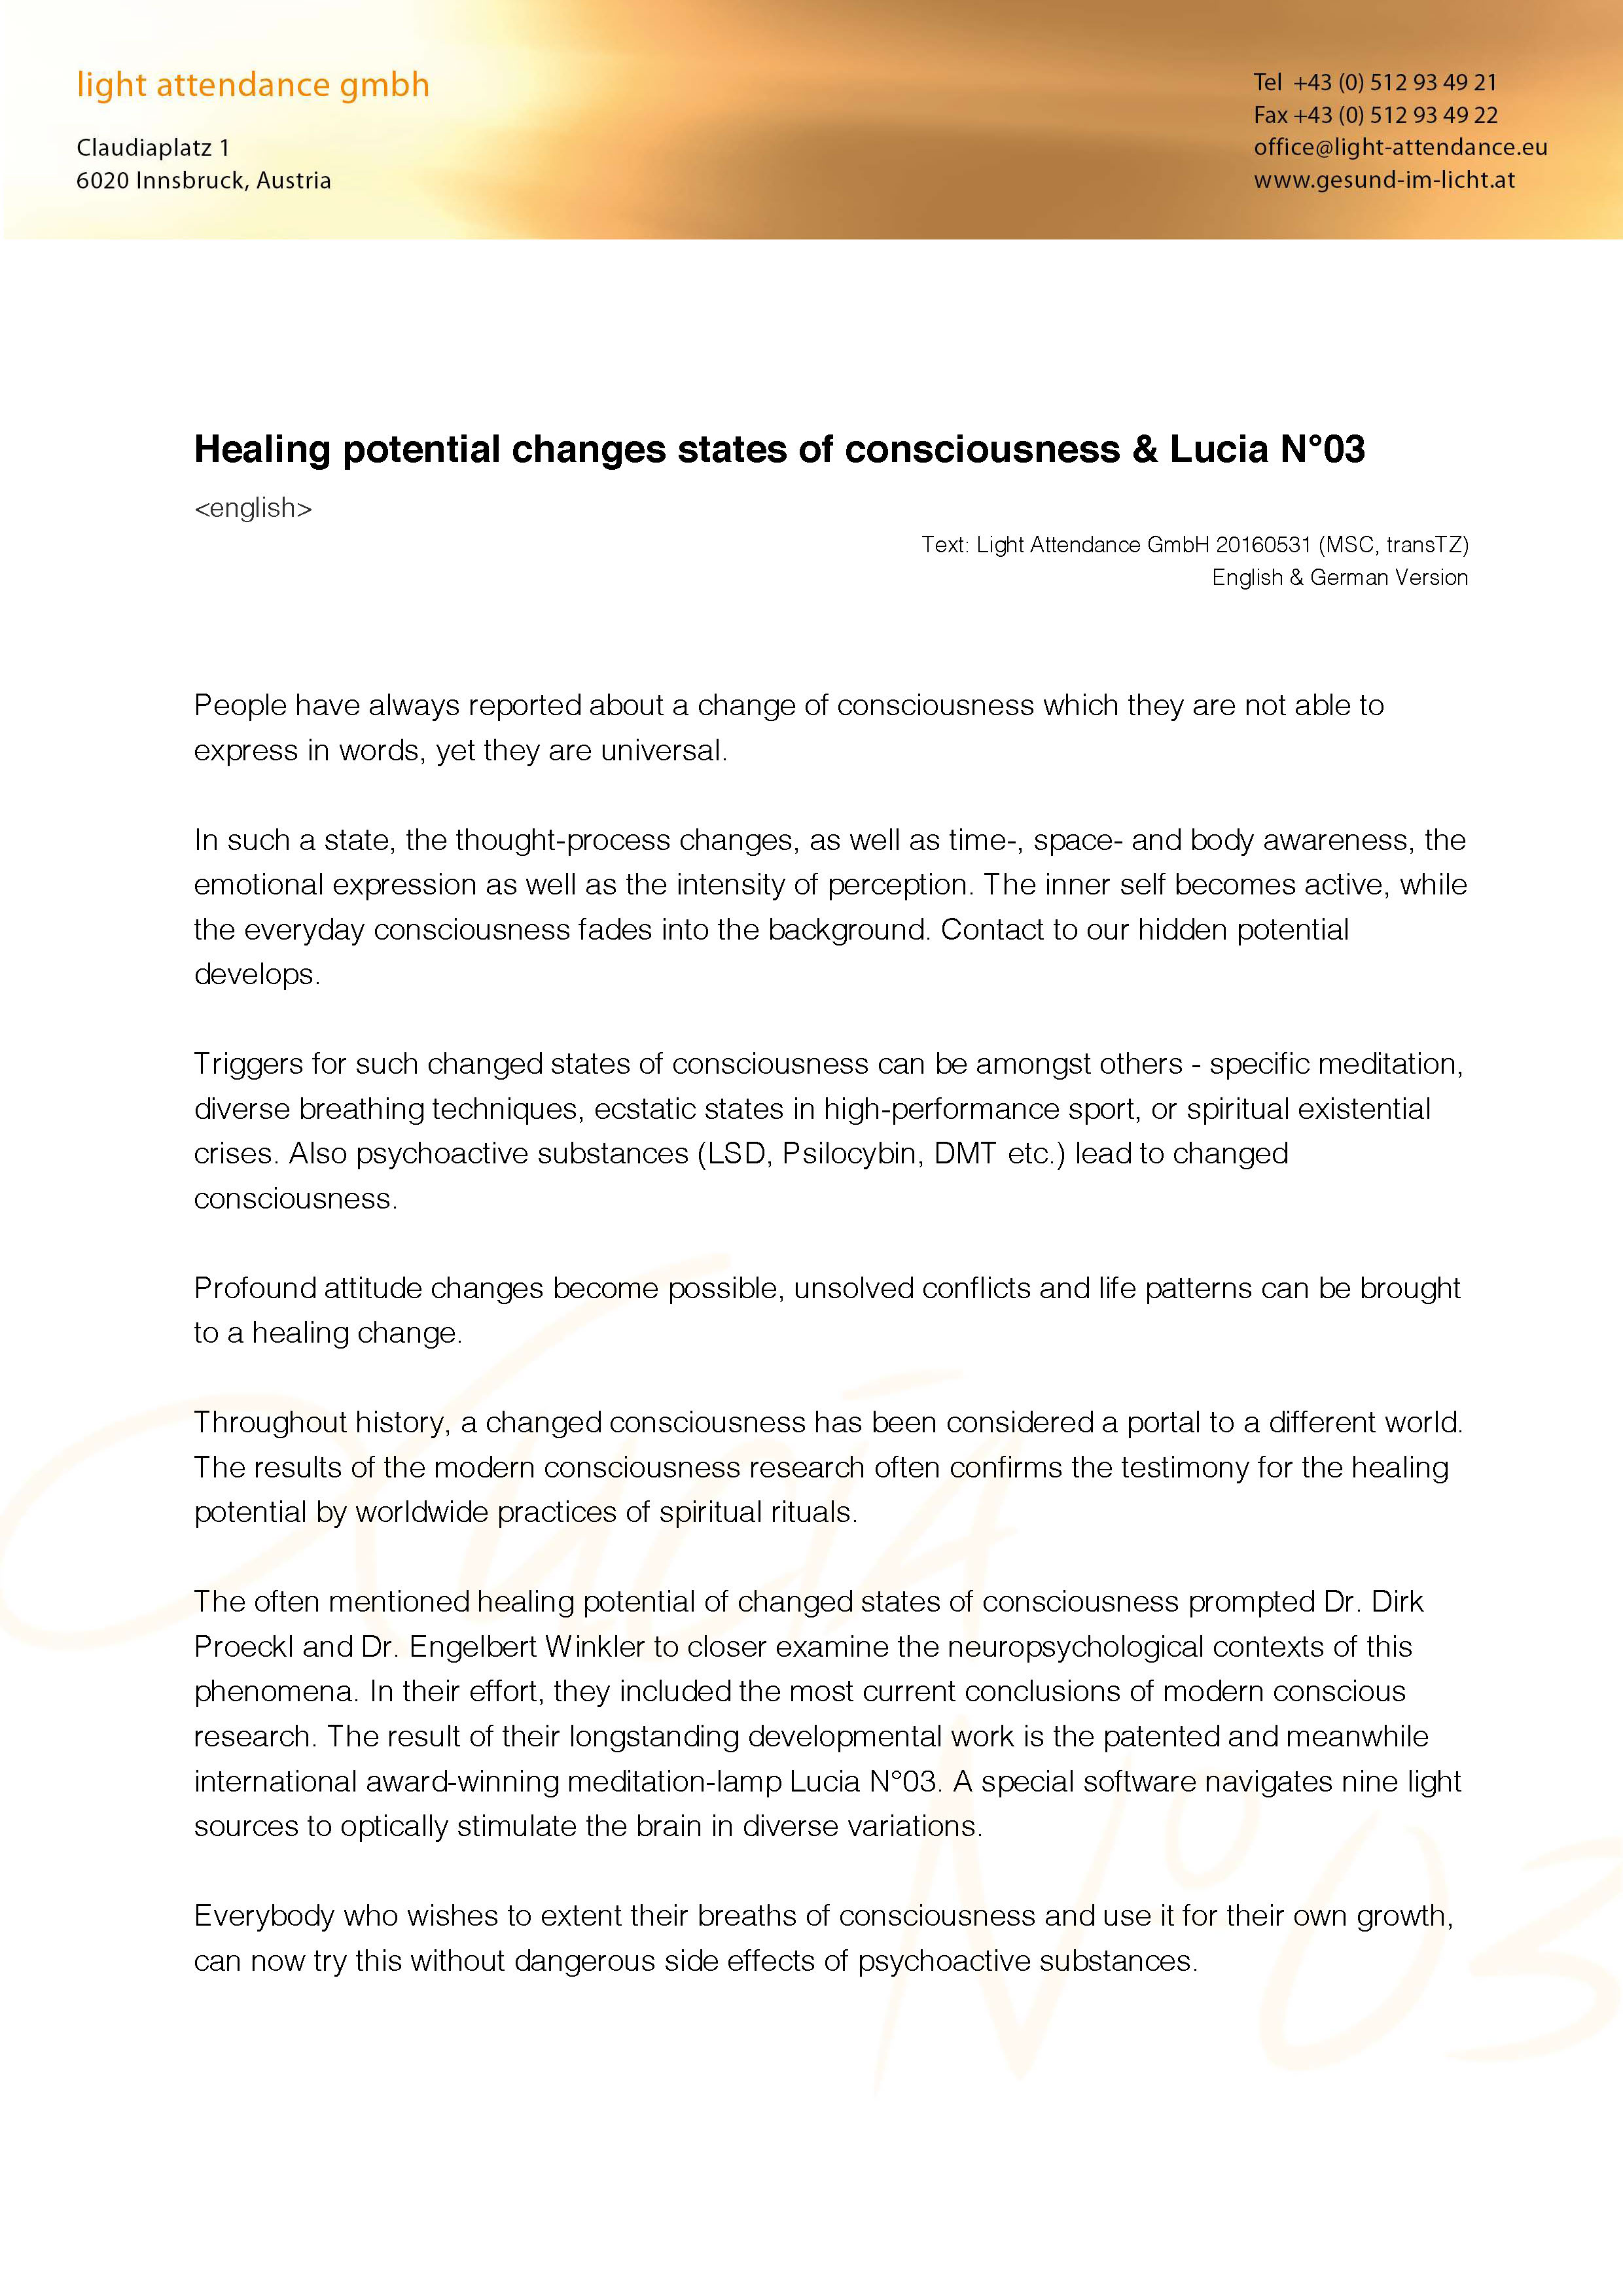 light attendance gmbh
Claudiaplatz 1
6020 Innsbruck, Austria
Tel +43 (0) 512 93 49 21
Fax +43 (0) 512 93 49 22
office@light-attendance.eu
www.gesund-im-licht.at
Healing potential changes states of consciousness & Lucia N°03
<english>
Text: Light Attendance GmbH 20160531 (MSC, transTZ)
English & German Version
People have always reported about a change of consciousness which they are not able to
express in words, yet they are universal.
In such a state, the thought-process changes, as well as time-, space- and body awareness, the
emotional expression as well as the intensity of perception. The inner self becomes active, while
the everyday consciousness fades into the background. Contact to our hidden potential
develops.
Triggers for such changed states of consciousness can be amongst others - specific meditation,
diverse breathing techniques, ecstatic states in high-performance sport, or spiritual existential
crises. Also psychoactive substances (LSD, Psilocybin, DMT etc.) lead to changed
consciousness.
Profound attitude changes become possible, unsolved conflicts and life patterns can be brought
to a healing change.
Throughout history, a changed consciousness has been considered a portal to a different world.
The results of the modern consciousness research often confirms the testimony for the healing
potential by worldwide practices of spiritual rituals.
The often mentioned healing potential of changed states of consciousness prompted Dr. Dirk
Proeckl and Dr. Engelbert Winkler to closer examine the neuropsychological contexts of this
phenomena. In their effort, they included the most current conclusions of modern conscious
research. The result of their longstanding developmental work is the patented and meanwhile
international award-winning meditation-lamp Lucia N°03. A special software navigates nine light
sources to optically stimulate the brain in diverse variations.
Everybody who wishes to extent their breaths of consciousness and use it for their own growth,
can now try this without dangerous side effects of psychoactive substances.
Lucia
N°03